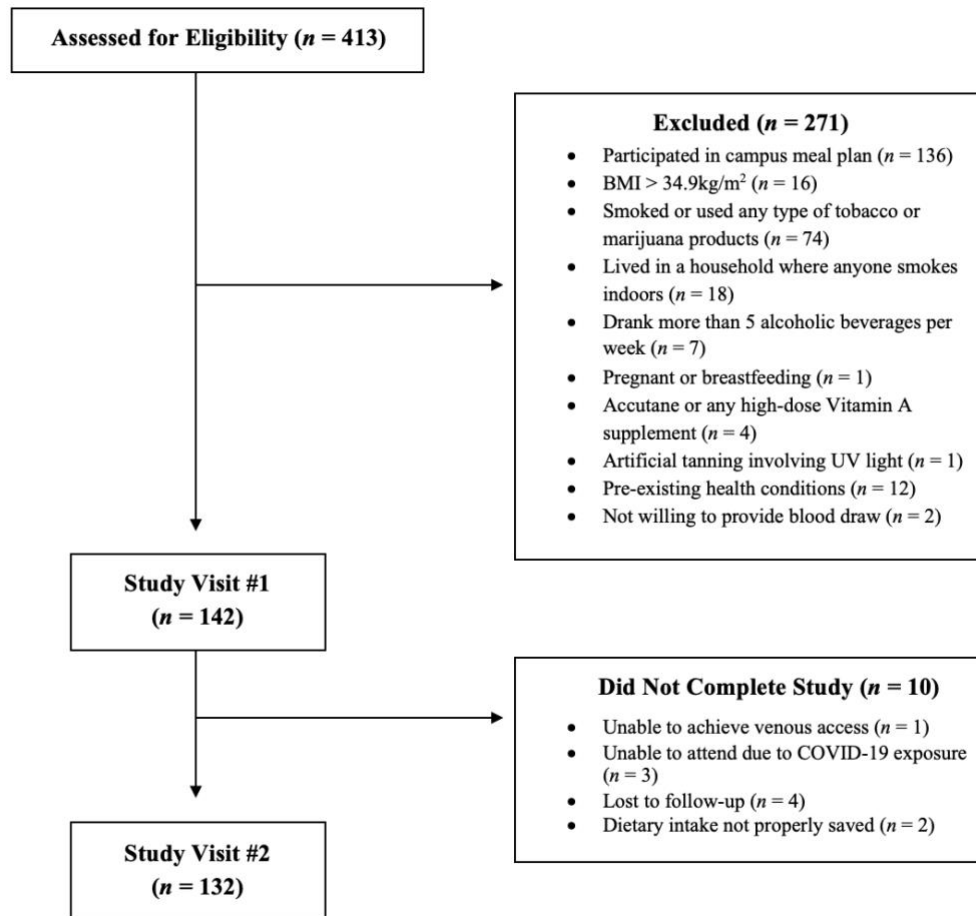 Assessed for Eligibility (n = 413)
Excluded (n = 271)
• Participated in campus meal plan (n = 136)
• BMI > 34.9kg/m² (n = 16)
• Smoked or used any type of tobacco or
marijuana products (n = 74)
• Lived in a household where anyone smokes
indoors (n = 18)
• Drank more than 5 alcoholic beverages per
week (n = 7)
• Pregnant or breastfeeding (n = 1)
• Accutane or any high-dose Vitamin A
supplement (n = 4)
• Artificial tanning involving UV light (n = 1)
• Pre-existing health conditions (n = 12)
• Not willing to provide blood draw (n = 2)
Study Visit #1
(n = 142)
Did Not Complete Study (n = 10)
• Unable to achieve venous access (n = 1)
• Unable to attend due to COVID-19 exposure
(n = 3)
• Lost to follow-up (n = 4)
• Dietary intake not properly saved (n = 2)
Study Visit #2
(n = 132)